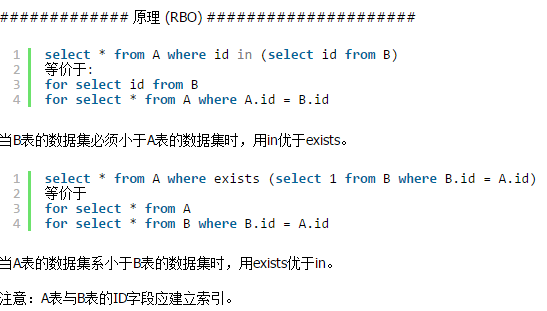 ############# 原理 (RBO) #####################
1 select * from A where id in (select id from B)
2 等价于:
3 for select id from B
4 for select * from A where A.id = B.id
当B表的数据集必须小于A表的数据集时，用in优于exists。
1 select * from A where exists (select 1 from B where B.id = A.id)
2 等价于
3 for select * from A
4 for select * from B where B.id = A.id
当A表的数据集系小于B表的数据集时，用exists优于in。
注意：A表与B表的ID字段应建立索引。